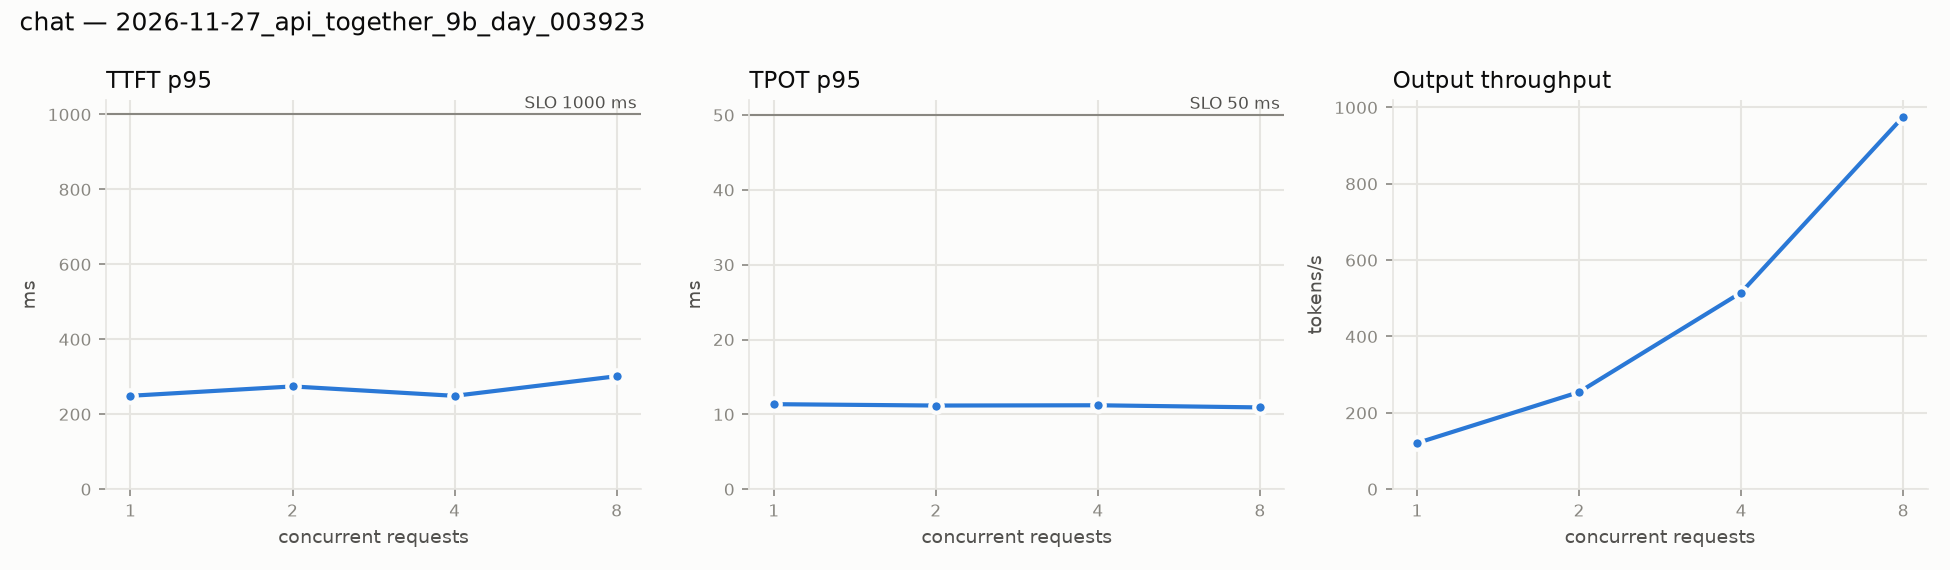 chat — 2026-11-27_api_together_9b_day_003923
TTFT p95
SLO 1000 ms
1000
800
600
400
200
0
ms
1 2 4 8
concurrent requests
TPOT p95
SLO 50 ms
50
40
30
20
10
0
ms
1 2 4 8
concurrent requests
Output throughput
1000
800
600
400
200
0
tokens/s
1 2 4 8
concurrent requests